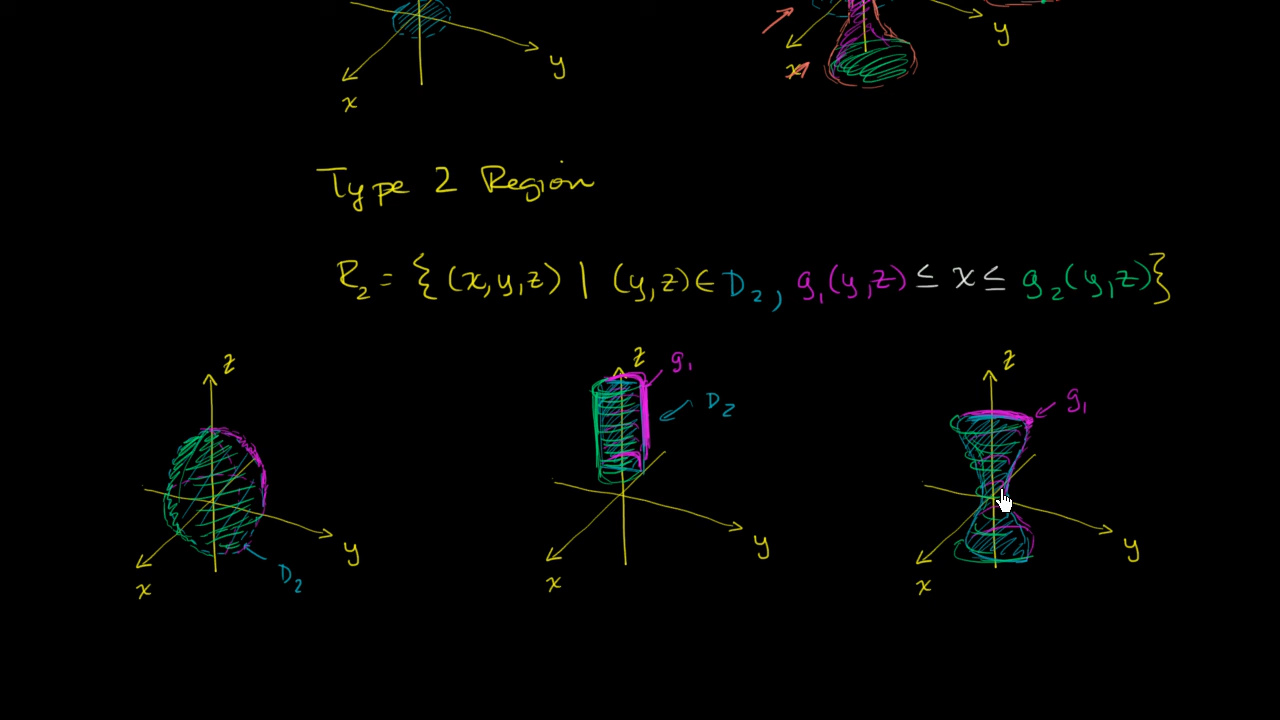 y
y
x
x
Type 2 Region
R₂ = { (x,y,z) | (y,z) ∈ D₂, g₁(y,z) ≤ x ≤ g₂(y,z) }
z
z
g₁
z
D₂
g₁
y
y
y
D₂
x
x
x